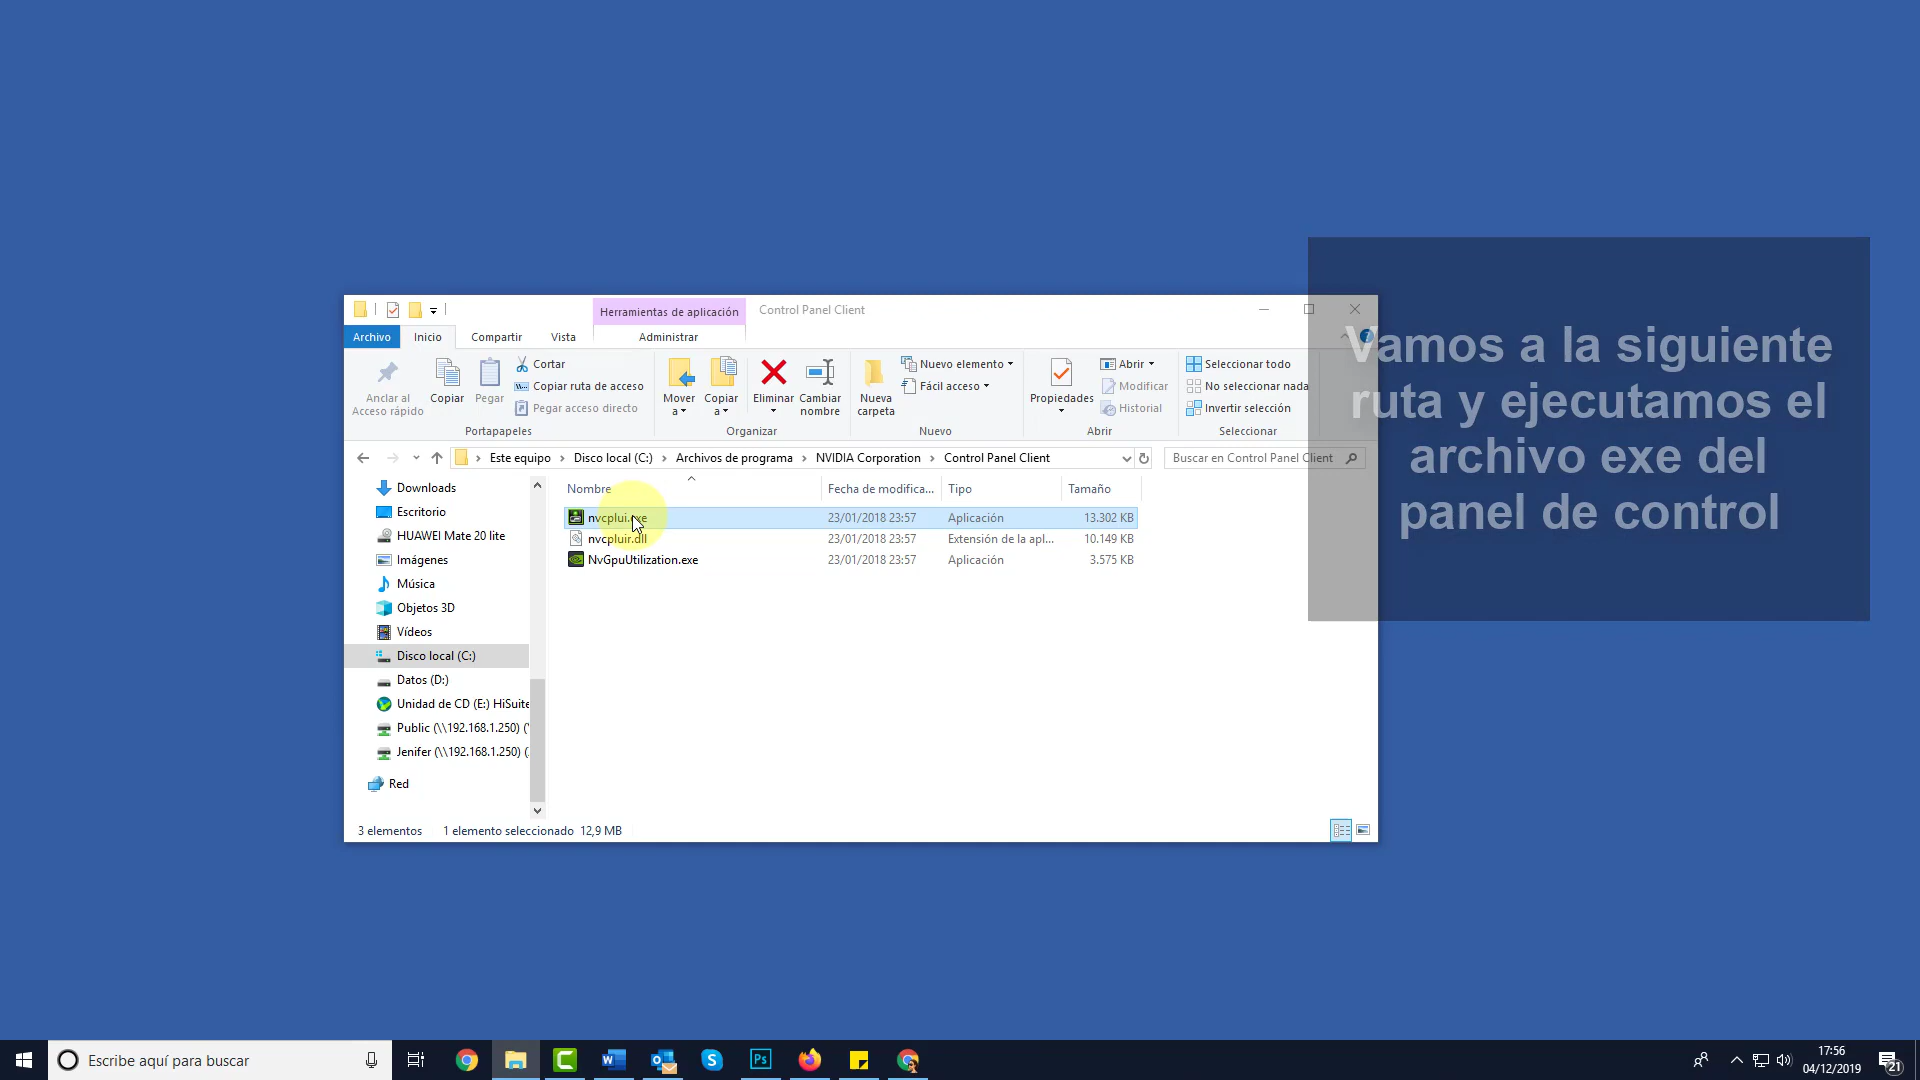 Herramientas de aplicación
Control Panel Client
Archivo
Inicio
Compartir
Vista
Administrar
Anclar al
Acceso rápido
Copiar
Pegar
Cortar
Copiar ruta de acceso
Pegar acceso directo
Portapapeles
Mover
a
Copiar
a
Eliminar
Cambiar
nombre
Organizar
Nueva
carpeta
Nuevo elemento
Fácil acceso
Nuevo
Propiedades
Abrir
Modificar
Historial
Abrir
Seleccionar todo
No seleccionar nada
Invertir selección
Seleccionar
Este equipo
Disco local (C:)
Archivos de programa
NVIDIA Corporation
Control Panel Client
Buscar en Control Panel Client
Downloads
Escritorio
HUAWEI Mate 20 lite
Imágenes
Música
Objetos 3D
Vídeos
Disco local (C:)
Datos (D:)
Unidad de CD (E:) HiSuite
Public (\\192.168.1.250) (
Jenifer (\\192.168.1.250) (
Red
Nombre Fecha de modifica... Tipo Tamaño
nvcplui.exe 23/01/2018 23:57 Aplicación 13.302 KB
nvcpluir.dll 23/01/2018 23:57 Extensión de la apl... 10.149 KB
NvGpuUtilization.exe 23/01/2018 23:57 Aplicación 3.575 KB
3 elementos 1 elemento seleccionado 12,9 MB
Vamos a la siguiente
ruta y ejecutamos el
archivo exe del
panel de control
Escribe aquí para buscar
Ps
17:56
04/12/2019
21